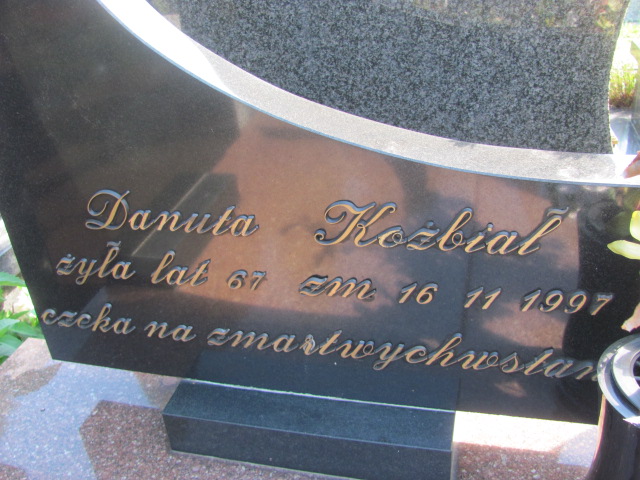 Danuta Koźbiał
żyła lat 67 zm 16 11 1997
czeka na zmartwychwstan